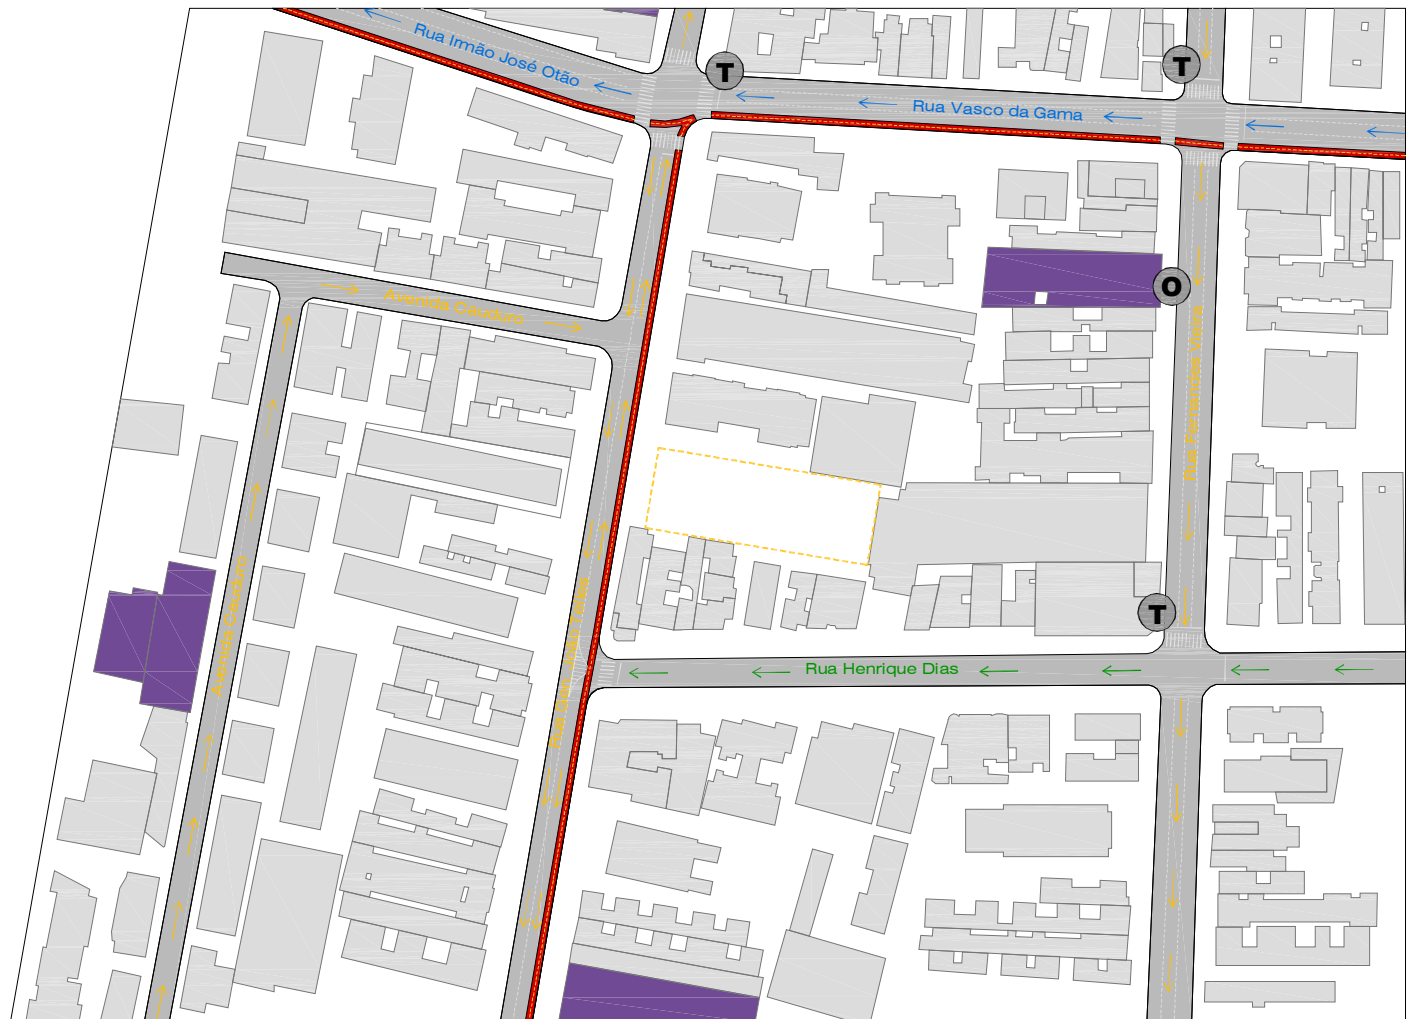 Rua Irmão José Otão
T
T
Rua Vasco da Gama
O
Avenida Cauduro
Rua Fernandes Vieira
Avenida Cauduro
Rua Gen. João Telles
T
Rua Henrique Dias